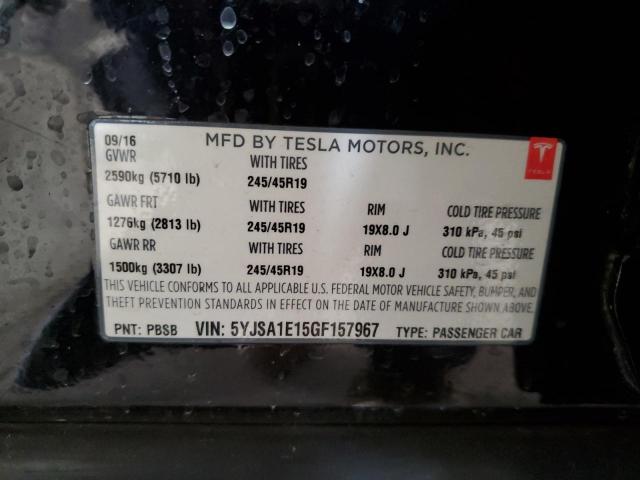 09/16 MFD BY TESLA MOTORS, INC.
GVWR WITH TIRES
2590kg (5710 lb) 245/45R19
TESLA
GAWR FRT WITH TIRES RIM COLD TIRE PRESSURE
1276kg (2813 lb) 245/45R19 19X8.0 J 310 kPa, 45 psi
GAWR RR WITH TIRES RIM COLD TIRE PRESSURE
1500kg (3307 lb) 245/45R19 19X8.0 J 310 kPa, 45 psi
THIS VEHICLE CONFORMS TO ALL APPLICABLE U.S. FEDERAL MOTOR VEHICLE SAFETY, BUMPER, AND
THEFT PREVENTION STANDARDS IN EFFECT ON THE DATE OF MANUFACTURE SHOWN ABOVE.
PNT: PBSB VIN: 5YJSA1E15GF157967 TYPE: PASSENGER CAR